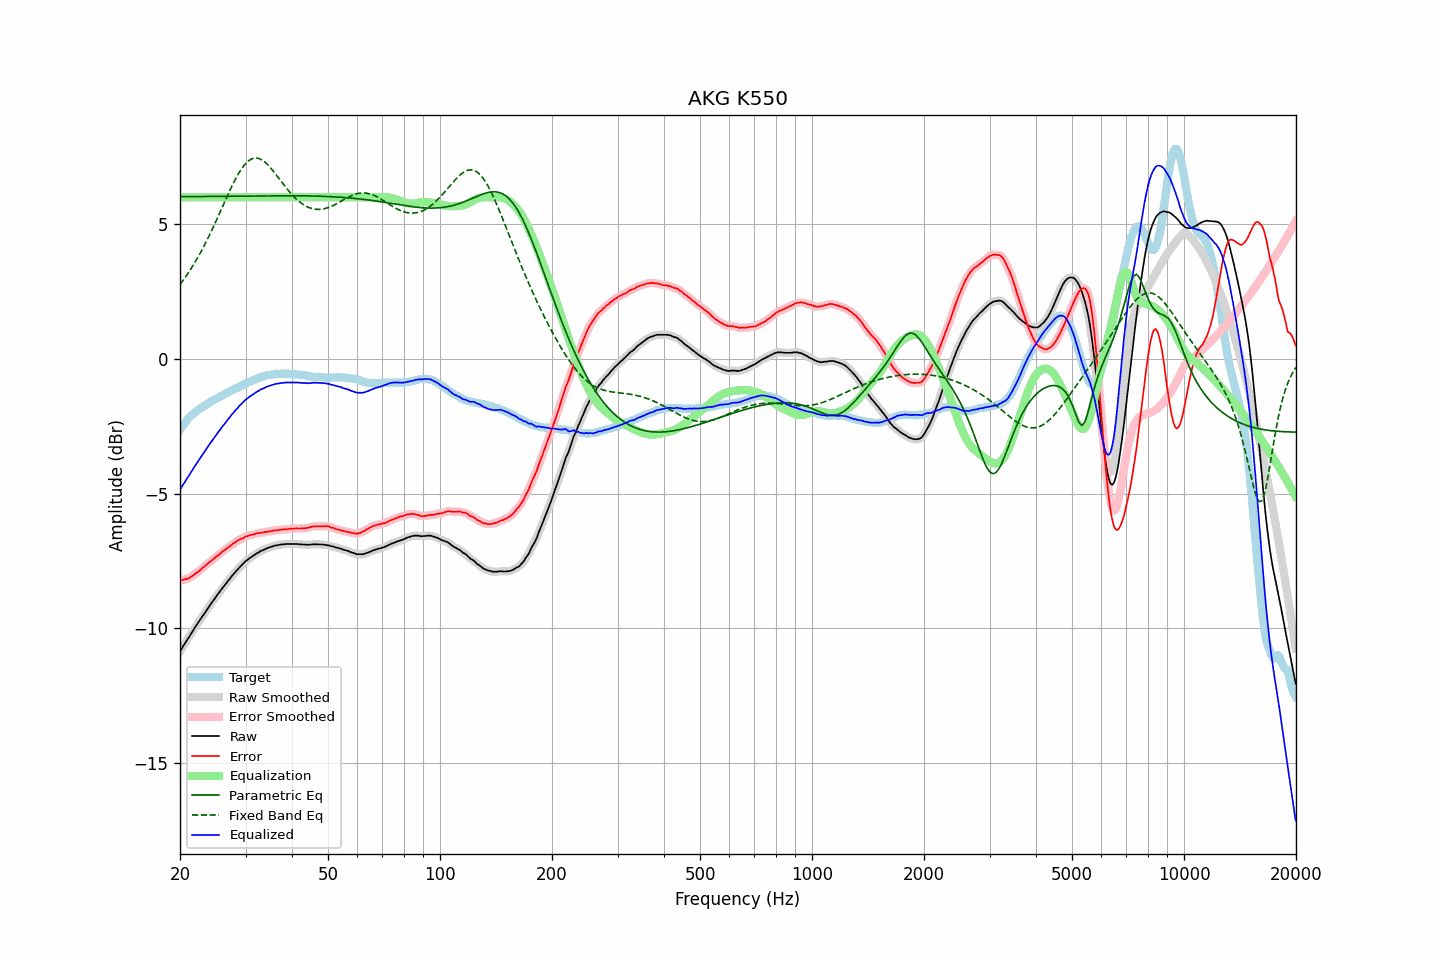 AKG K550
Amplitude (dBr)
5
0
−5
−10
−15
Target
Raw Smoothed
Error Smoothed
Raw
Error
Equalization
Parametric Eq
Fixed Band Eq
Equalized
20 50 100 200 500 1000 2000 5000 10000 20000
Frequency (Hz)